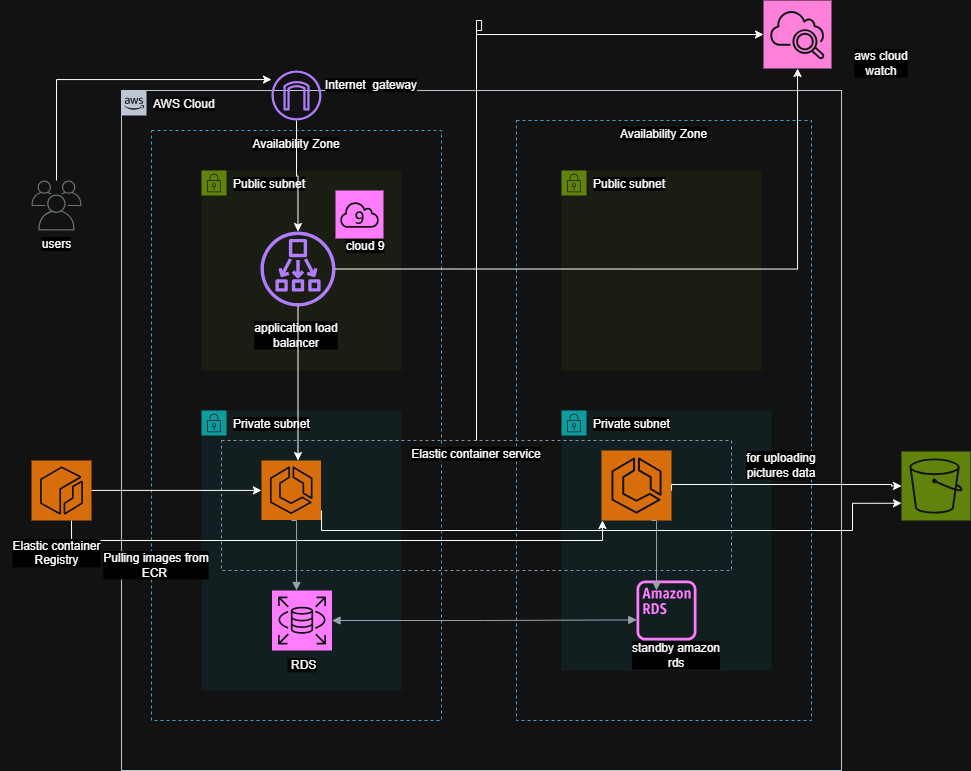 aws cloud
watch
Internet  gateway
aws
AWS Cloud
Availability Zone
Availability Zone
Public subnet
Public subnet
9
cloud 9
users
application load
balancer
Private subnet
Private subnet
Elastic container service
for uploading
pictures data
Elastic container
Registry
Pulling images from
ECR
Amazon
RDS
standby amazon
rds
RDS